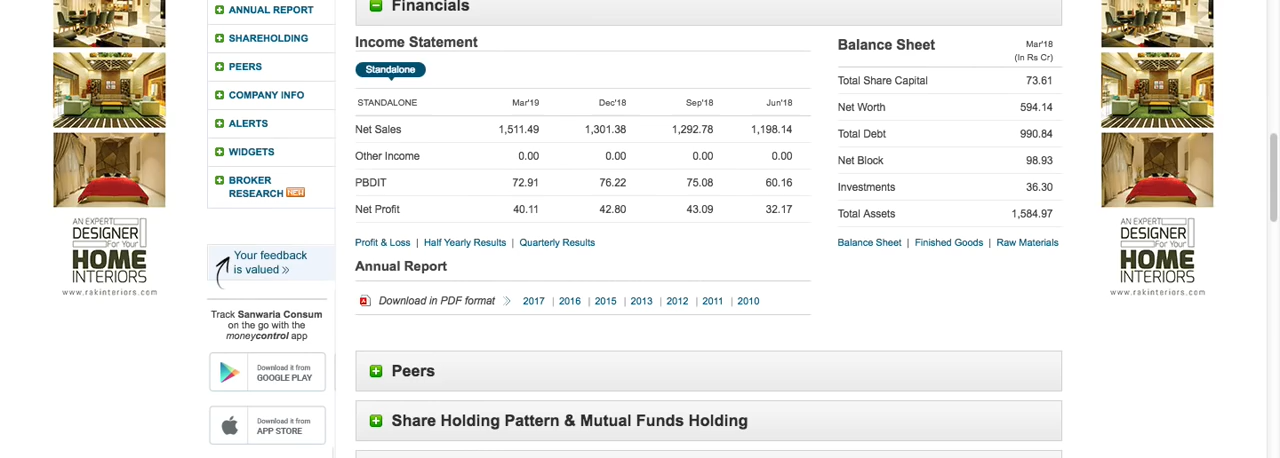 ANNUAL REPORT
SHAREHOLDING
PEERS
COMPANY INFO
ALERTS
WIDGETS
BROKER
RESEARCH NEW
Your feedback
is valued »
Track Sanwaria Consum
on the go with the
moneycontrol app
Download it from
GOOGLE PLAY
Download it from
APP STORE
Financials
Income Statement
Standalone
STANDALONE Mar'19 Dec'18 Sep'18 Jun'18
Net Sales 1,511.49 1,301.38 1,292.78 1,198.14
Other Income 0.00 0.00 0.00 0.00
PBDIT 72.91 76.22 75.08 60.16
Net Profit 40.11 42.80 43.09 32.17
Profit & Loss | Half Yearly Results | Quarterly Results
Annual Report
Download in PDF format » 2017 | 2016 | 2015 | 2013 | 2012 | 2011 | 2010
Balance Sheet Mar'18
(In Rs Cr)
Total Share Capital 73.61
Net Worth 594.14
Total Debt 990.84
Net Block 98.93
Investments 36.30
Total Assets 1,584.97
Balance Sheet | Finished Goods | Raw Materials
Peers
Share Holding Pattern & Mutual Funds Holding
AN EXPERT
DESIGNER
For Your
HOME
INTERIORS
www.rakinteriors.com
AN EXPERT
DESIGNER
For Your
HOME
INTERIORS
www.rakinteriors.com